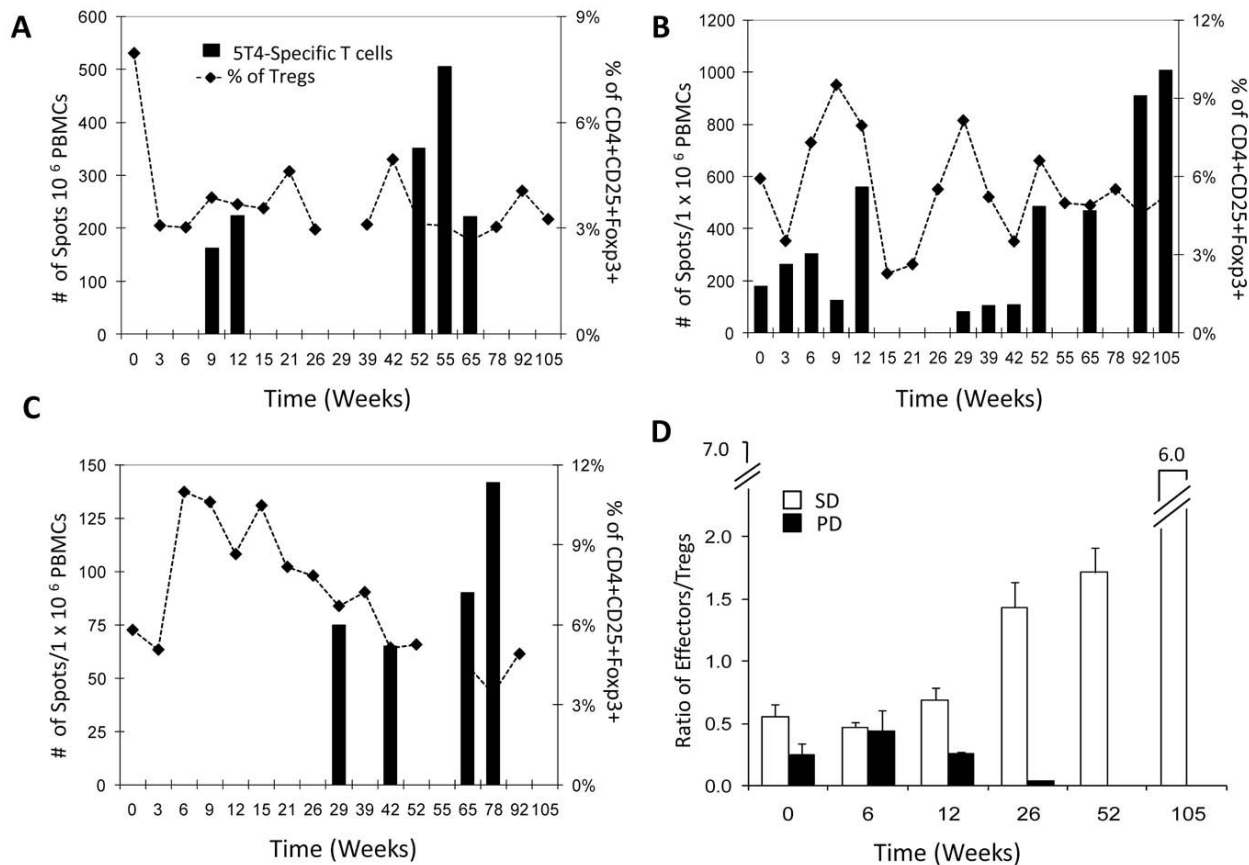 A
# of Spots 10 ⁶ PBMCs
600
500
400
300
200
100
0
5T4-Specific T cells
% of Tregs
9%
6%
3%
0%
% of CD4+CD25+Foxp3+
0 3 6 9 12 15 21 26 29 39 42 52 55 65 78 92 105
Time (Weeks)
B
# of Spots/1 x 10 ⁶ PBMCs
1200
1000
800
600
400
200
0
12%
9%
6%
3%
0%
% of CD4+CD25+Foxp3+
0 3 6 9 12 15 21 26 29 39 42 52 55 65 78 92 105
Time (Weeks)
C
# of Spots/1 x 10 ⁶ PBMCs
150
125
100
75
50
25
0
12%
9%
6%
3%
0%
% of CD4+CD25+Foxp3+
0 3 6 9 12 15 21 26 29 39 42 52 55 65 78 92 105
Time (Weeks)
D
Ratio of Effectors/Tregs
7.0
2.0
1.5
1.0
0.5
0.0
SD
PD
6.0
0 6 12 26 52 105
Time (Weeks)